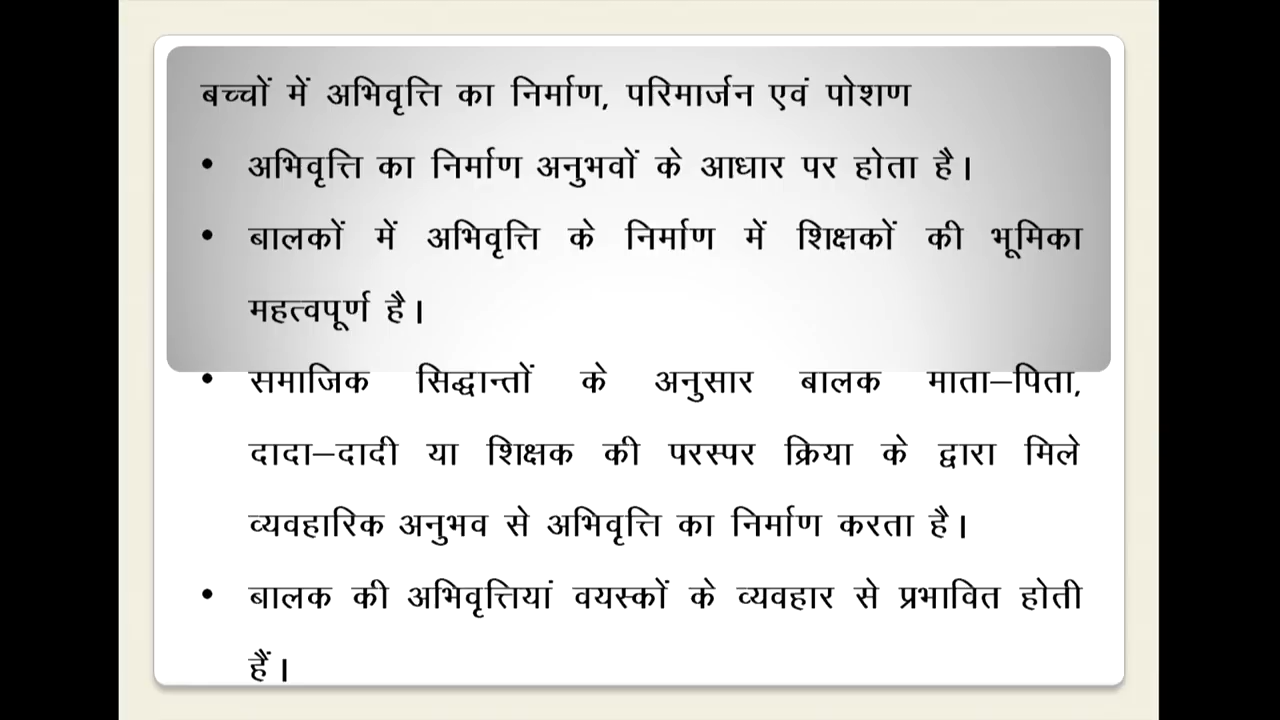 बच्चों में अभिवृत्ति का निर्माण, परिमार्जन एवं पोशण
• अभिवृत्ति का निर्माण अनुभवों के आधार पर होता है।
• बालकों में अभिवृत्ति के निर्माण में शिक्षकों की भूमिका
महत्वपूर्ण है।
• समाजिक सिद्धान्तों के अनुसार बालक माता–पिता,
दादा–दादी या शिक्षक की परस्पर क्रिया के द्वारा मिले
व्यवहारिक अनुभव से अभिवृत्ति का निर्माण करता है।
• बालक की अभिवृत्तियां वयस्कों के व्यवहार से प्रभावित होती
हैं।